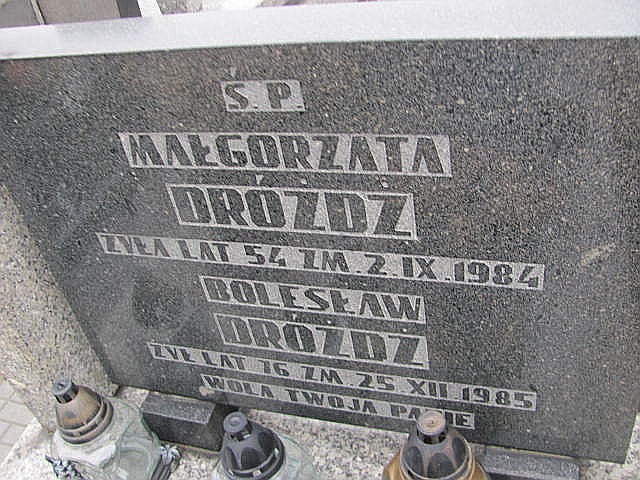 Ś.P.
MAŁGORZATA
DRÓŻDŻ
ŻYŁA LAT 54 ZM. 2.IX.1984
BOLESŁAW
DRÓŻDŻ
ŻYŁ LAT 76 ZM. 25.XII.1985
WOLA TWOJA PANIE